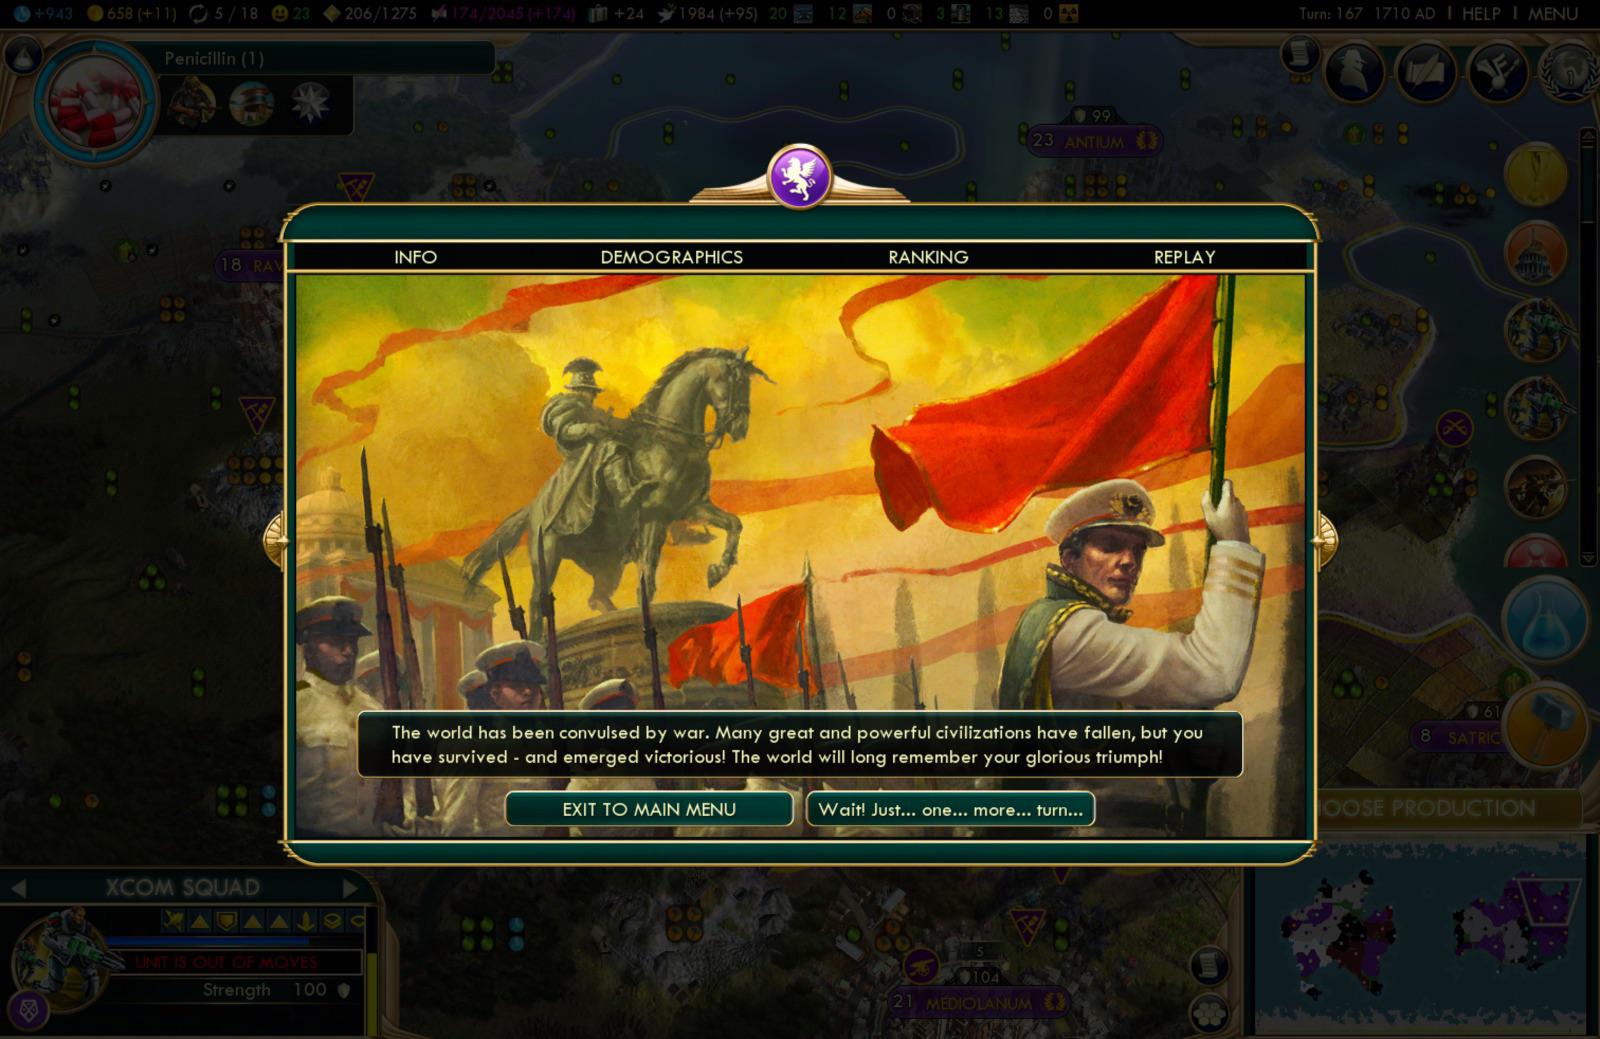 +943 658 (+11) 5 / 18 23 206/1275 174/2045 (+174) +24 1984 (+95) 20 12 0 3 13 0 Turn: 167 1710 AD | HELP | MENU
Penicillin (1)
99
23 ANTIUM
18 RAV
INFO DEMOGRAPHICS RANKING REPLAY
The world has been convulsed by war. Many great and powerful civilizations have fallen, but you
have survived - and emerged victorious! The world will long remember your glorious triumph!
EXIT TO MAIN MENU Wait! Just... one... more... turn...
61
8 SATRIC
HOOSE PRODUCTION
XCOM SQUAD
UNIT IS OUT OF MOVES
Strength 100
5
104
21 MEDIOLANUM